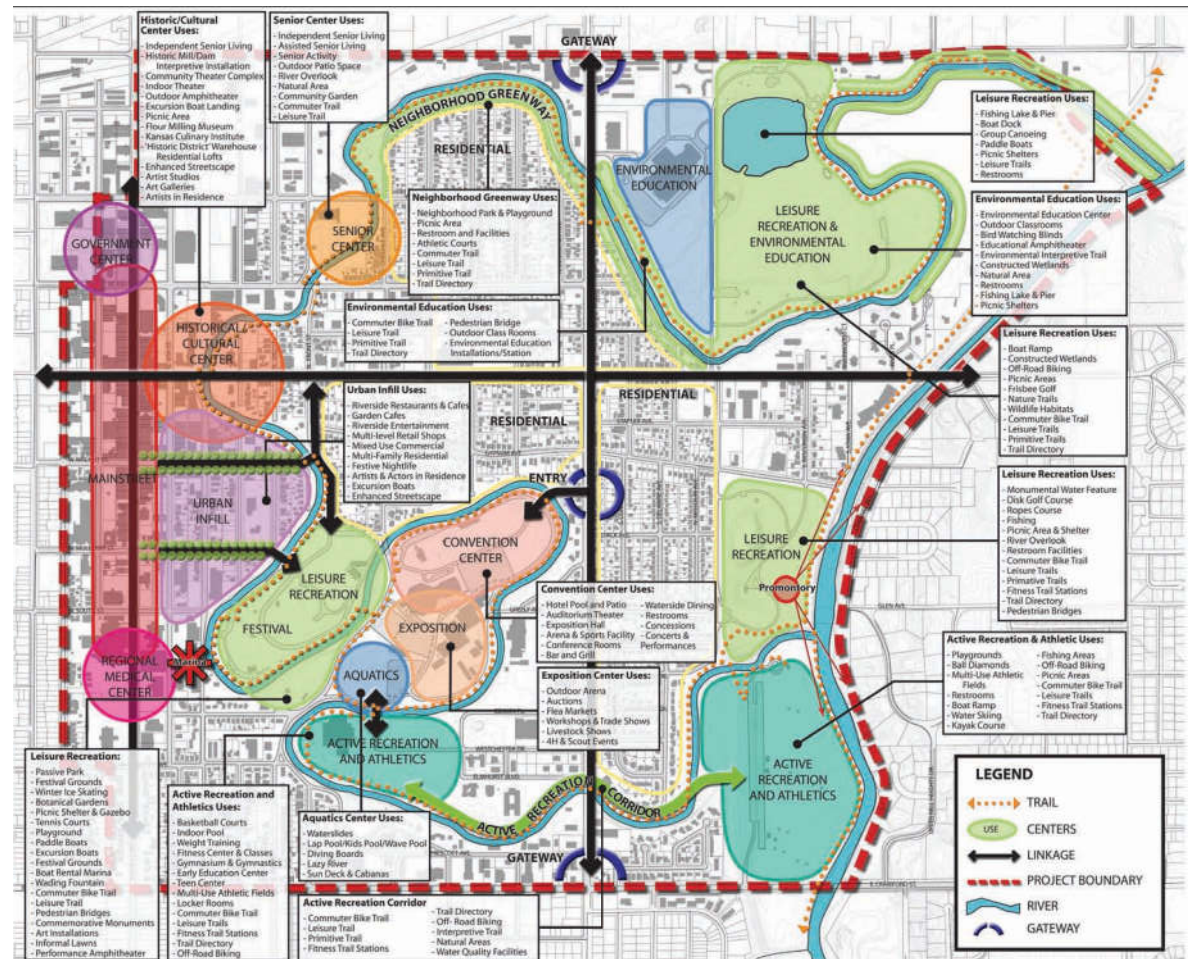 Historic/Cultural
Center Uses:
- Independent Senior Living
- Historic Mill/Dam
Interpretive Installation
- Community Theater Complex
- Indoor Theater
- Outdoor Amphitheater
- Excursion Boat Landing
- Picnic Area
- Flour Milling Museum
- Kansas Culinary Institute
- 'Historic District' Warehouse
Residential Lofts
- Enhanced Streetscape
- Artist Studios
- Art Galleries
- Artists in Residence
Senior Center Uses:
- Independent Senior Living
- Assisted Senior Living
- Senior Activity
- Outdoor Patio Space
- River Overlook
- Natural Area
- Community Garden
- Commuter Trail
- Leisure Trail
GATEWAY
NEIGHBORHOOD GREENWAY
RESIDENTIAL
ENVIRONMENTAL
EDUCATION
LEISURE
RECREATION &
ENVIRONMENTAL
EDUCATION
Leisure Recreation Uses:
- Fishing Lake & Pier
- Boat Dock
- Group Canoeing
- Paddle Boats
- Picnic Shelters
- Leisure Trails
- Restrooms
Environmental Education Uses:
- Environmental Education Center
- Outdoor Classrooms
- Bird Watching Blinds
- Educational Amphitheater
- Environmental Interpretive Trail
- Constructed Wetlands
- Natural Area
- Restrooms
- Fishing Lake & Pier
- Picnic Shelters
Neighborhood Greenway Uses:
- Neighborhood Park & Playground
- Picnic Area
- Restroom and Facilities
- Athletic Courts
- Commuter Trail
- Leisure Trail
- Primitive Trail
- Trail Directory
GOVERNMENT
CENTER
SENIOR
CENTER
HISTORICAL/
CULTURAL
CENTER
Environmental Education Uses:
- Commuter Bike Trail
- Leisure Trail
- Primitive Trail
- Trail Directory
- Pedestrian Bridge
- Outdoor Class Rooms
- Environmental Education
Installations/Station
Leisure Recreation Uses:
- Boat Ramp
- Constructed Wetlands
- Off-Road Biking
- Picnic Areas
- Frisbee Golf
- Nature Trails
- Wildlife Habitats
- Commuter Bike Trail
- Leisure Trails
- Primitive Trails
- Trail Directory
Urban Infill Uses:
- Riverside Restaurants & Cafes
- Garden Cafes
- Riverside Entertainment
- Multi-level Retail Shops
- Mixed Use Commercial
- Multi-Family Residential
- Festive Nightlife
- Artists & Actors in Residence
- Excursion Boats
- Enhanced Streetscape
RESIDENTIAL
RESIDENTIAL
MAINSTREET
URBAN
INFILL
ENTRY
CONVENTION
CENTER
LEISURE
RECREATION
FESTIVAL
EXPOSITION
AQUATICS
REGIONAL
MEDICAL
CENTER
LEISURE
RECREATION
Promontory
Leisure Recreation Uses:
- Monumental Water Feature
- Disk Golf Course
- Ropes Course
- Fishing
- Picnic Area & Shelter
- River Overlook
- Restroom Facilities
- Commuter Bike Trail
- Leisure Trails
- Primative Trails
- Fitness Trail Stations
- Trail Directory
- Pedestrian Bridges
Convention Center Uses:
- Hotel Pool and Patio
- Auditorium Theater
- Exposition Hall
- Arena & Sports Facility
- Conference Rooms
- Bar and Grill
- Waterside Dining
- Restrooms
- Concessions
- Concerts &
Performances
Exposition Center Uses:
- Outdoor Arena
- Auctions
- Flea Markets
- Workshops & Trade Shows
- Livestock Shows
- 4H & Scout Events
Active Recreation & Athletic Uses:
- Playgrounds
- Ball Diamonds
- Multi-Use Athletic
Fields
- Restrooms
- Boat Ramp
- Water Skiing
- Kayak Course
- Fishing Areas
- Off-Road Biking
- Picnic Areas
- Commuter Bike Trail
- Leisure Trails
- Fitness Trail Stations
- Trail Directory
ACTIVE RECREATION
AND ATHLETICS
ACTIVE
RECREATION
AND ATHLETICS
ACTIVE RECREATION CORRIDOR
GATEWAY
Leisure Recreation:
- Passive Park
- Festival Grounds
- Winter Ice Skating
- Botanical Gardens
- Picnic Shelter & Gazebo
- Tennis Courts
- Playground
- Paddle Boats
- Excursion Boats
- Festival Grounds
- Boat Rental Marina
- Wading Fountain
- Commuter Bike Trail
- Leisure Trail
- Pedestrian Bridges
- Commemorative Monuments
- Art Installations
- Informal Lawns
- Performance Amphitheater
Active Recreation and
Athletics Uses:
- Basketball Courts
- Indoor Pool
- Weight Training
- Fitness Center & Classes
- Gymnasium & Gymnastics
- Early Education Center
- Teen Center
- Multi-Use Athletic Fields
- Locker Rooms
- Commuter Bike Trail
- Leisure Trails
- Fitness Trail Stations
- Trail Directory
- Off-Road Biking
Aquatics Center Uses:
- Waterslides
- Lap Pool/Kids Pool/Wave Pool
- Diving Boards
- Lazy River
- Sun Deck & Cabanas
Active Recreation Corridor
- Commuter Bike Trail
- Leisure Trail
- Primitive Trail
- Fitness Trail Stations
- Trail Directory
- Off- Road Biking
- Interpretive Trail
- Natural Areas
- Water Quality Facilities
LEGEND
TRAIL
USE
CENTERS
LINKAGE
PROJECT BOUNDARY
RIVER
GATEWAY